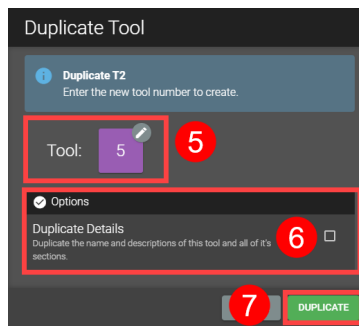 Duplicate Tool
Duplicate T2
Enter the new tool number to create.
Tool: 5
5
Options
Duplicate Details
Duplicate the name and descriptions of this tool and all of it's
sections.
6
7
DUPLICATE